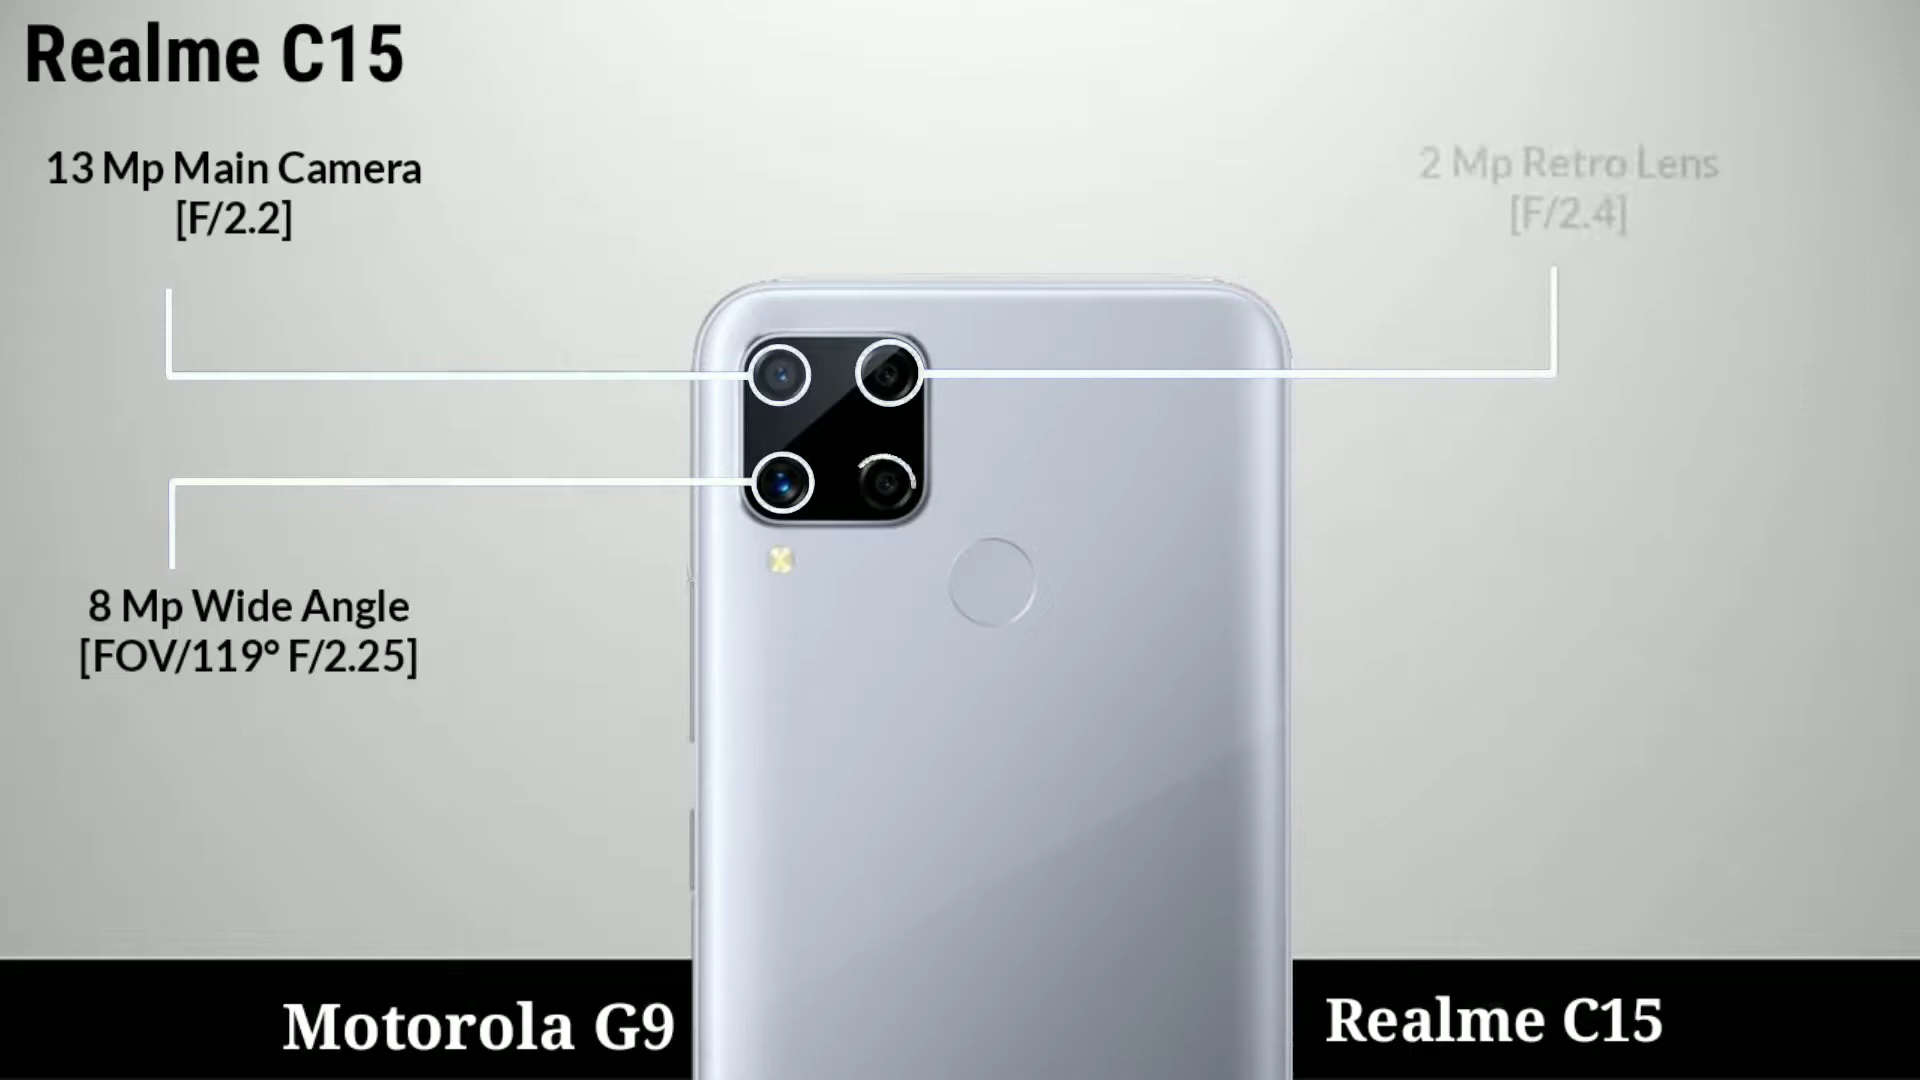 Realme C15
13 Mp Main Camera
[F/2.2]
2 Mp Retro Lens
[F/2.4]
8 Mp Wide Angle
[FOV/119° F/2.25]
Motorola G9
Realme C15